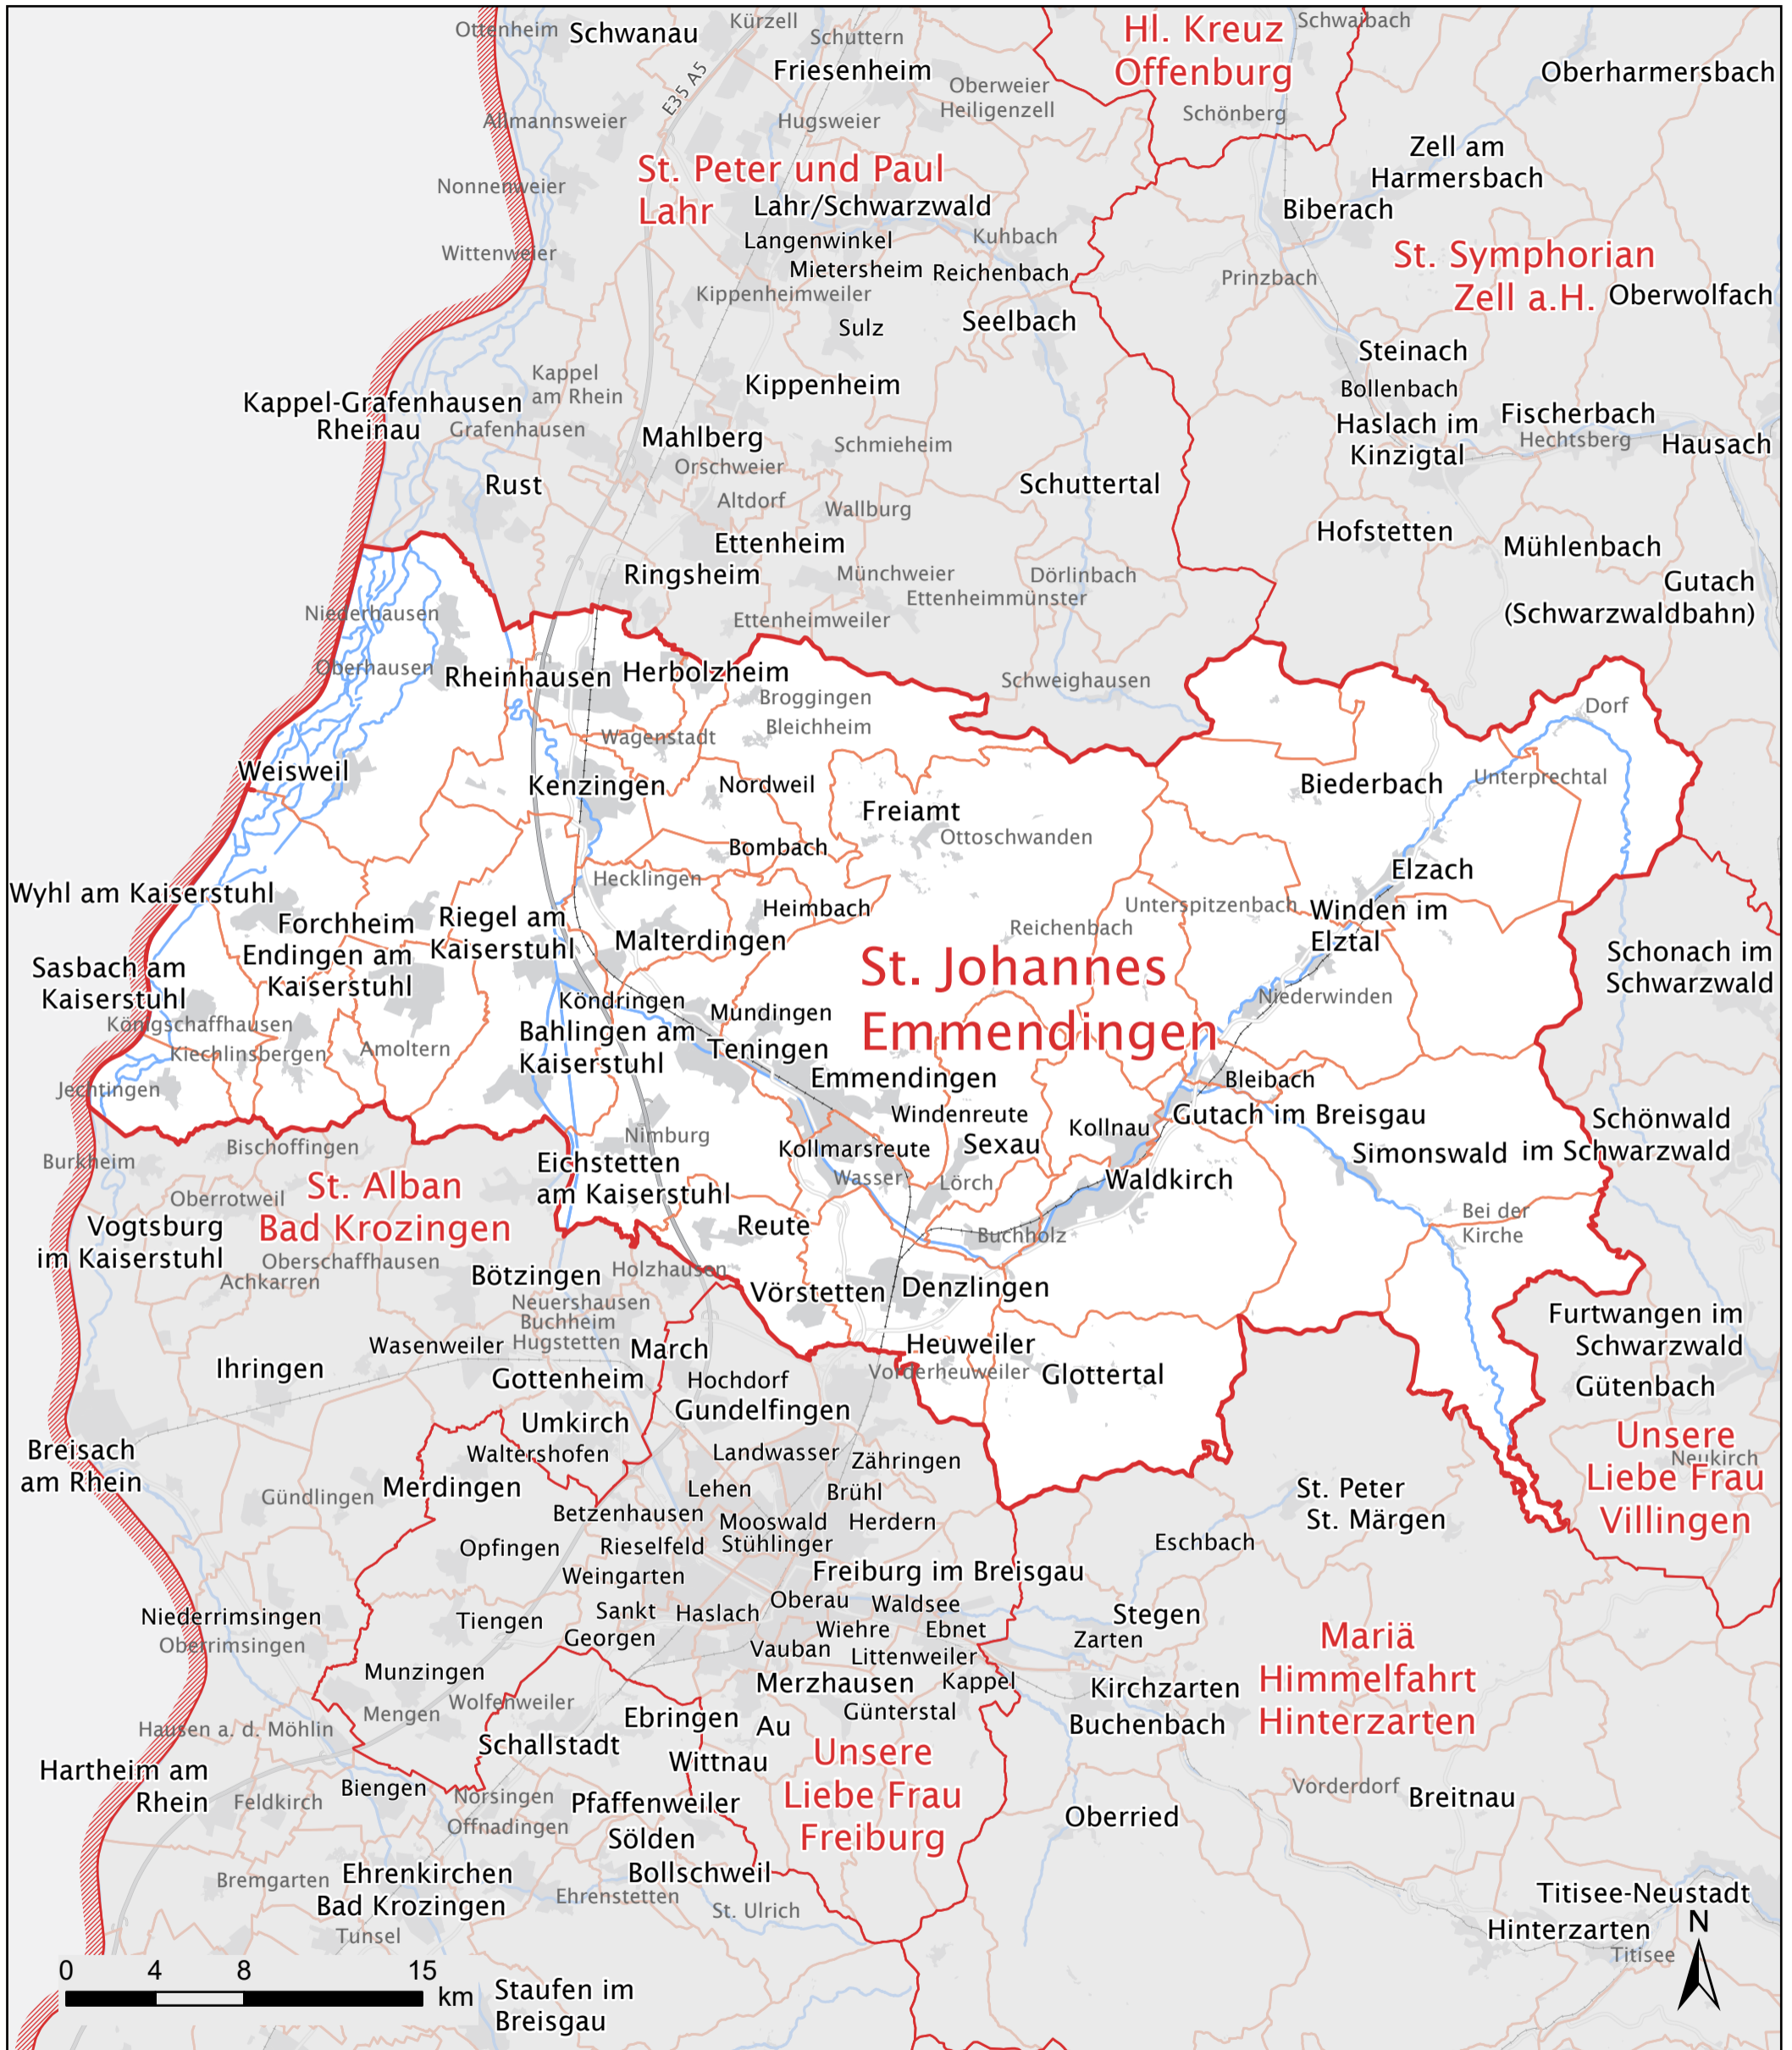 Ottenheim
Schwanau
Kürzell
Schuttern
Hl. Kreuz
Offenburg
Schwaibach
Friesenheim
Oberharmersbach
E35 A5
Oberweier
Heiligenzell
Schönberg
Allmannsweier
Hugsweier
Zell am
Harmersbach
St. Peter und Paul
Lahr
Nonnenweier
Lahr/Schwarzwald
Biberach
Langenwinkel
Kuhbach
Wittenweier
St. Symphorian
Zell a.H.
Mietersheim
Reichenbach
Prinzbach
Kippenheimweiler
Oberwolfach
Sulz
Seelbach
Steinach
Kappel
am Rhein
Kippenheim
Bollenbach
Kappel-Grafenhausen
Rheinau
Grafenhausen
Haslach im
Kinzigtal
Fischerbach
Hechtsberg
Hausach
Mahlberg
Schmieheim
Orschweier
Rust
Schuttertal
Altdorf
Wallburg
Hofstetten
Ettenheim
Mühlenbach
Ringsheim
Münchweier
Dörlinbach
Gutach
(Schwarzwaldbahn)
Ettenheimmünster
Niederhausen
Ettenheimweiler
Oberhausen
Rheinhausen
Herbolzheim
Schweighausen
Broggingen
Dorf
Bleichheim
Wagenstadt
Weisweil
Kenzingen
Nordweil
Biederbach
Unterprechtal
Freiamt
Ottoschwanden
Bombach
Elzach
Hecklingen
Wyhl am Kaiserstuhl
Heimbach
Unterspitzenbach
Winden im
Elztal
Forchheim
Riegel am
Kaiserstuhl
Reichenbach
Malterdingen
Endingen am
Kaiserstuhl
Schonach im
Schwarzwald
St. Johannes
Emmendingen
Sasbach am
Kaiserstuhl
Niederwinden
Köndringen
Mundingen
Königschaffhausen
Bahlingen am
Kaiserstuhl
Kiechlinsbergen
Amoltern
Teningen
Emmendingen
Bleibach
Jechtingen
Windenreute
Gutach im Breisgau
Kollnau
Schönwald
im Schwarzwald
Nimburg
Bischoffingen
Kollmarsreute
Sexau
Simonswald
Burkheim
Eichstetten
am Kaiserstuhl
Wasser
Lörch
Waldkirch
St. Alban
Bad Krozingen
Oberrotweil
Vogtsburg
im Kaiserstuhl
Reute
Buchholz
Bei der
Kirche
Oberschaffhausen
Achkarren
Bötzingen
Holzhausen
Vörstetten
Denzlingen
Neuershausen
Buchheim
Hugstetten
Furtwangen im
Schwarzwald
Wasenweiler
March
Heuweiler
Ihringen
Vorderheuweiler
Glottertal
Gottenheim
Hochdorf
Gütenbach
Gundelfingen
Umkirch
Unsere
Liebe Frau
Villingen
Neukirch
Breisach
am Rhein
Waltershofen
Landwasser
Zähringen
Merdingen
Gündlingen
Lehen
Brühl
St. Peter
St. Märgen
Betzenhausen
Mooswald
Herdern
Opfingen
Rieselfeld
Stühlinger
Eschbach
Weingarten
Freiburg im Breisgau
Niederrimsingen
Oberrimsingen
Tiengen
Sankt
Georgen
Haslach
Oberau
Waldsee
Stegen
Wiehre
Ebnet
Zarten
Mariä
Himmelfahrt
Hinterzarten
Vauban
Littenweiler
Munzingen
Merzhausen
Kappel
Kirchzarten
Wolfenweiler
Mengen
Günterstal
Ebringen
Au
Buchenbach
Hausen a. d. Möhlin
Schallstadt
Wittnau
Unsere
Liebe Frau
Freiburg
Hartheim am
Rhein
Biengen
Feldkirch
Norsingen
Pfaffenweiler
Vorderdorf
Breitnau
Offnadingen
Oberried
Sölden
Bremgarten
Ehrenkirchen
Bollschweil
Ehrenstetten
Bad Krozingen
St. Ulrich
Titisee-Neustadt
Tunsel
Hinterzarten
N
Titisee
0 4 8 15
km
Staufen im
Breisgau